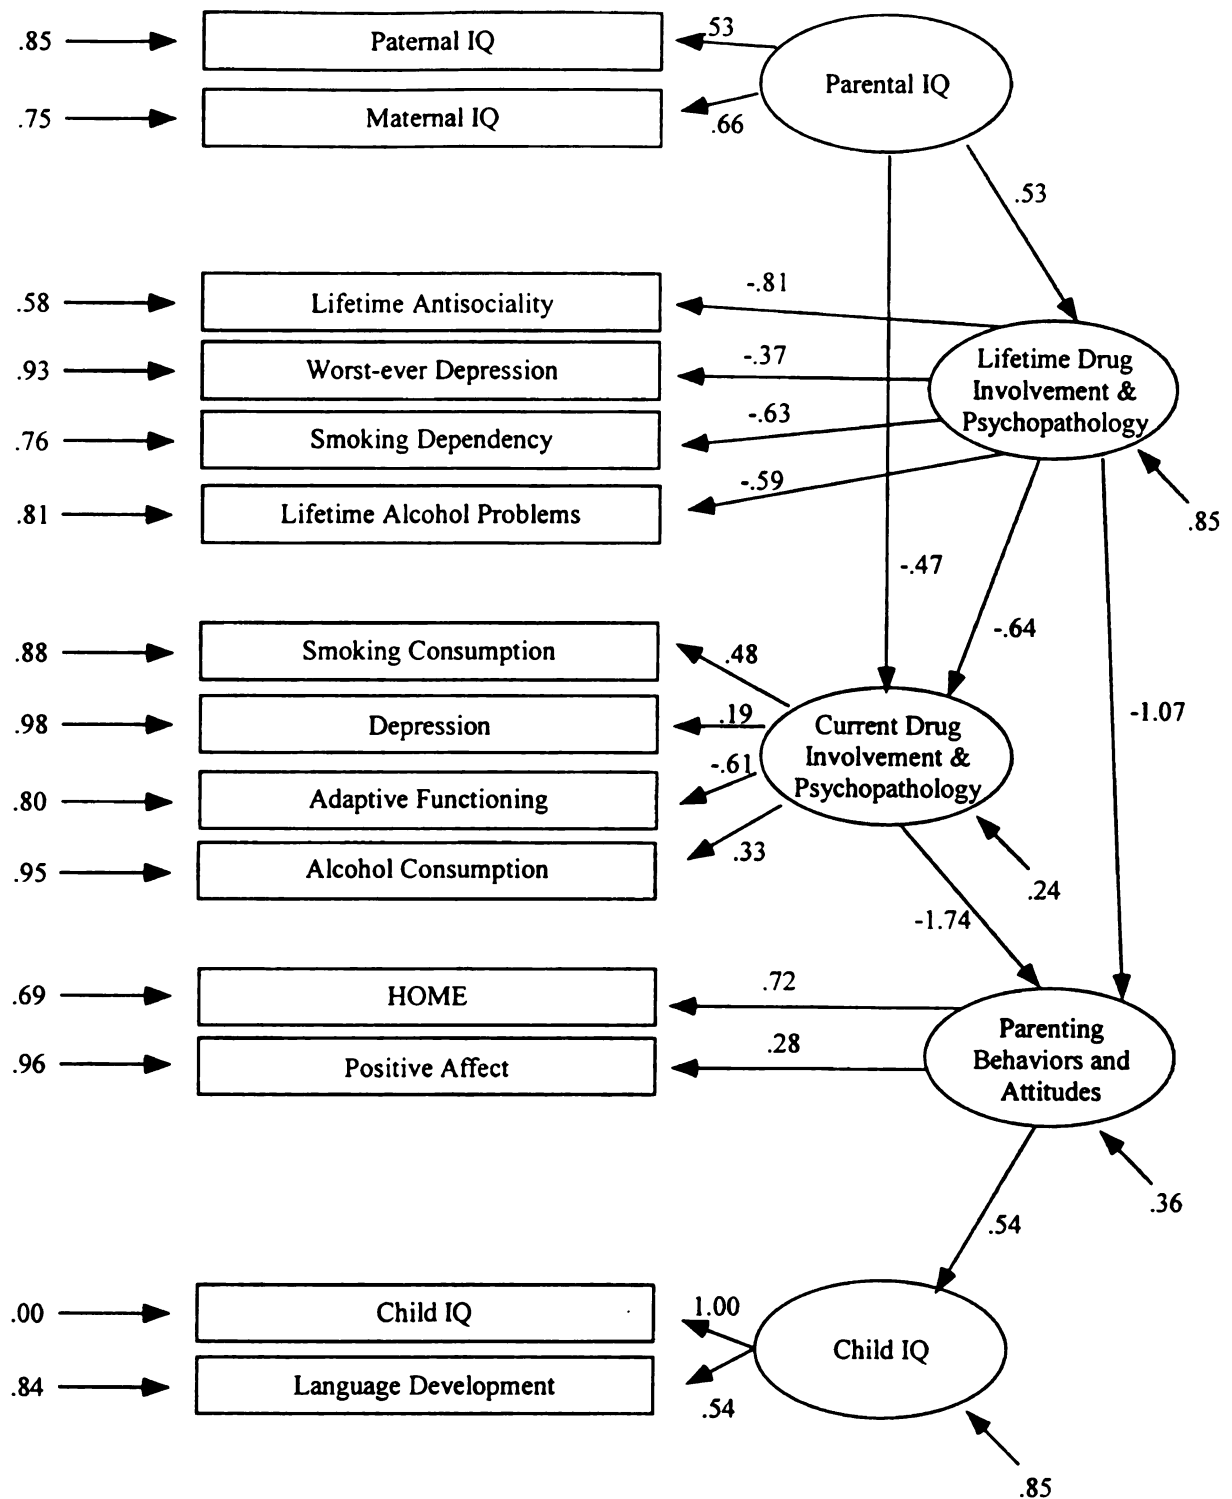 .85
Paternal IQ
.53
Parental IQ
.75
Maternal IQ
.66
.53
.58
Lifetime Antisociality
-.81
.93
Worst-ever Depression
-.37
Lifetime Drug
Involvement &
Psychopathology
.76
Smoking Dependency
-.63
.81
Lifetime Alcohol Problems
-.59
.85
-.47
-.64
.88
Smoking Consumption
.48
.98
Depression
.19
Current Drug
Involvement &
Psychopathology
-1.07
.80
Adaptive Functioning
-.61
.95
Alcohol Consumption
.33
.24
-1.74
.69
HOME
.72
Parenting
Behaviors and
Attitudes
.96
Positive Affect
.28
.36
.54
.00
Child IQ
1.00
Child IQ
.84
Language Development
.54
.85